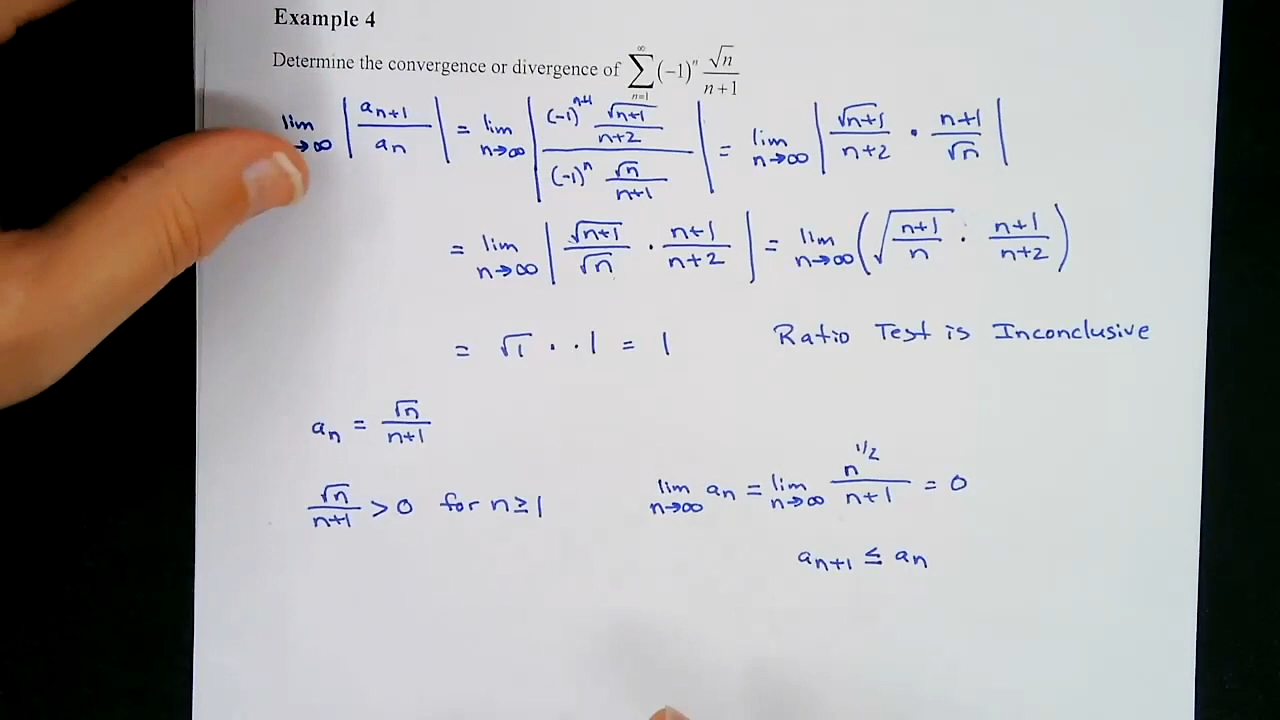 Example 4
Determine the convergence or divergence of ∑_{n=1}^{∞} (−1)^n √n/(n+1)
lim_{→∞} |a_{n+1}/a_n| = lim_{n→∞} |((−1)^{n+1} √(n+1)/(n+2))/((−1)^n √n/(n+1))| = lim_{n→∞} |√(n+1)/(n+2) · (n+1)/√n|
= lim_{n→∞} |√(n+1)/√n · (n+1)/(n+2)| = lim_{n→∞} (√((n+1)/n) · (n+1)/(n+2))
= √1 · · 1 = 1 Ratio Test is Inconclusive
a_n = √n/(n+1)
√n/(n+1) > 0 for n ≥ 1 lim_{n→∞} a_n = lim_{n→∞} n^{1/2}/(n+1) = 0
a_{n+1} ≤ a_n